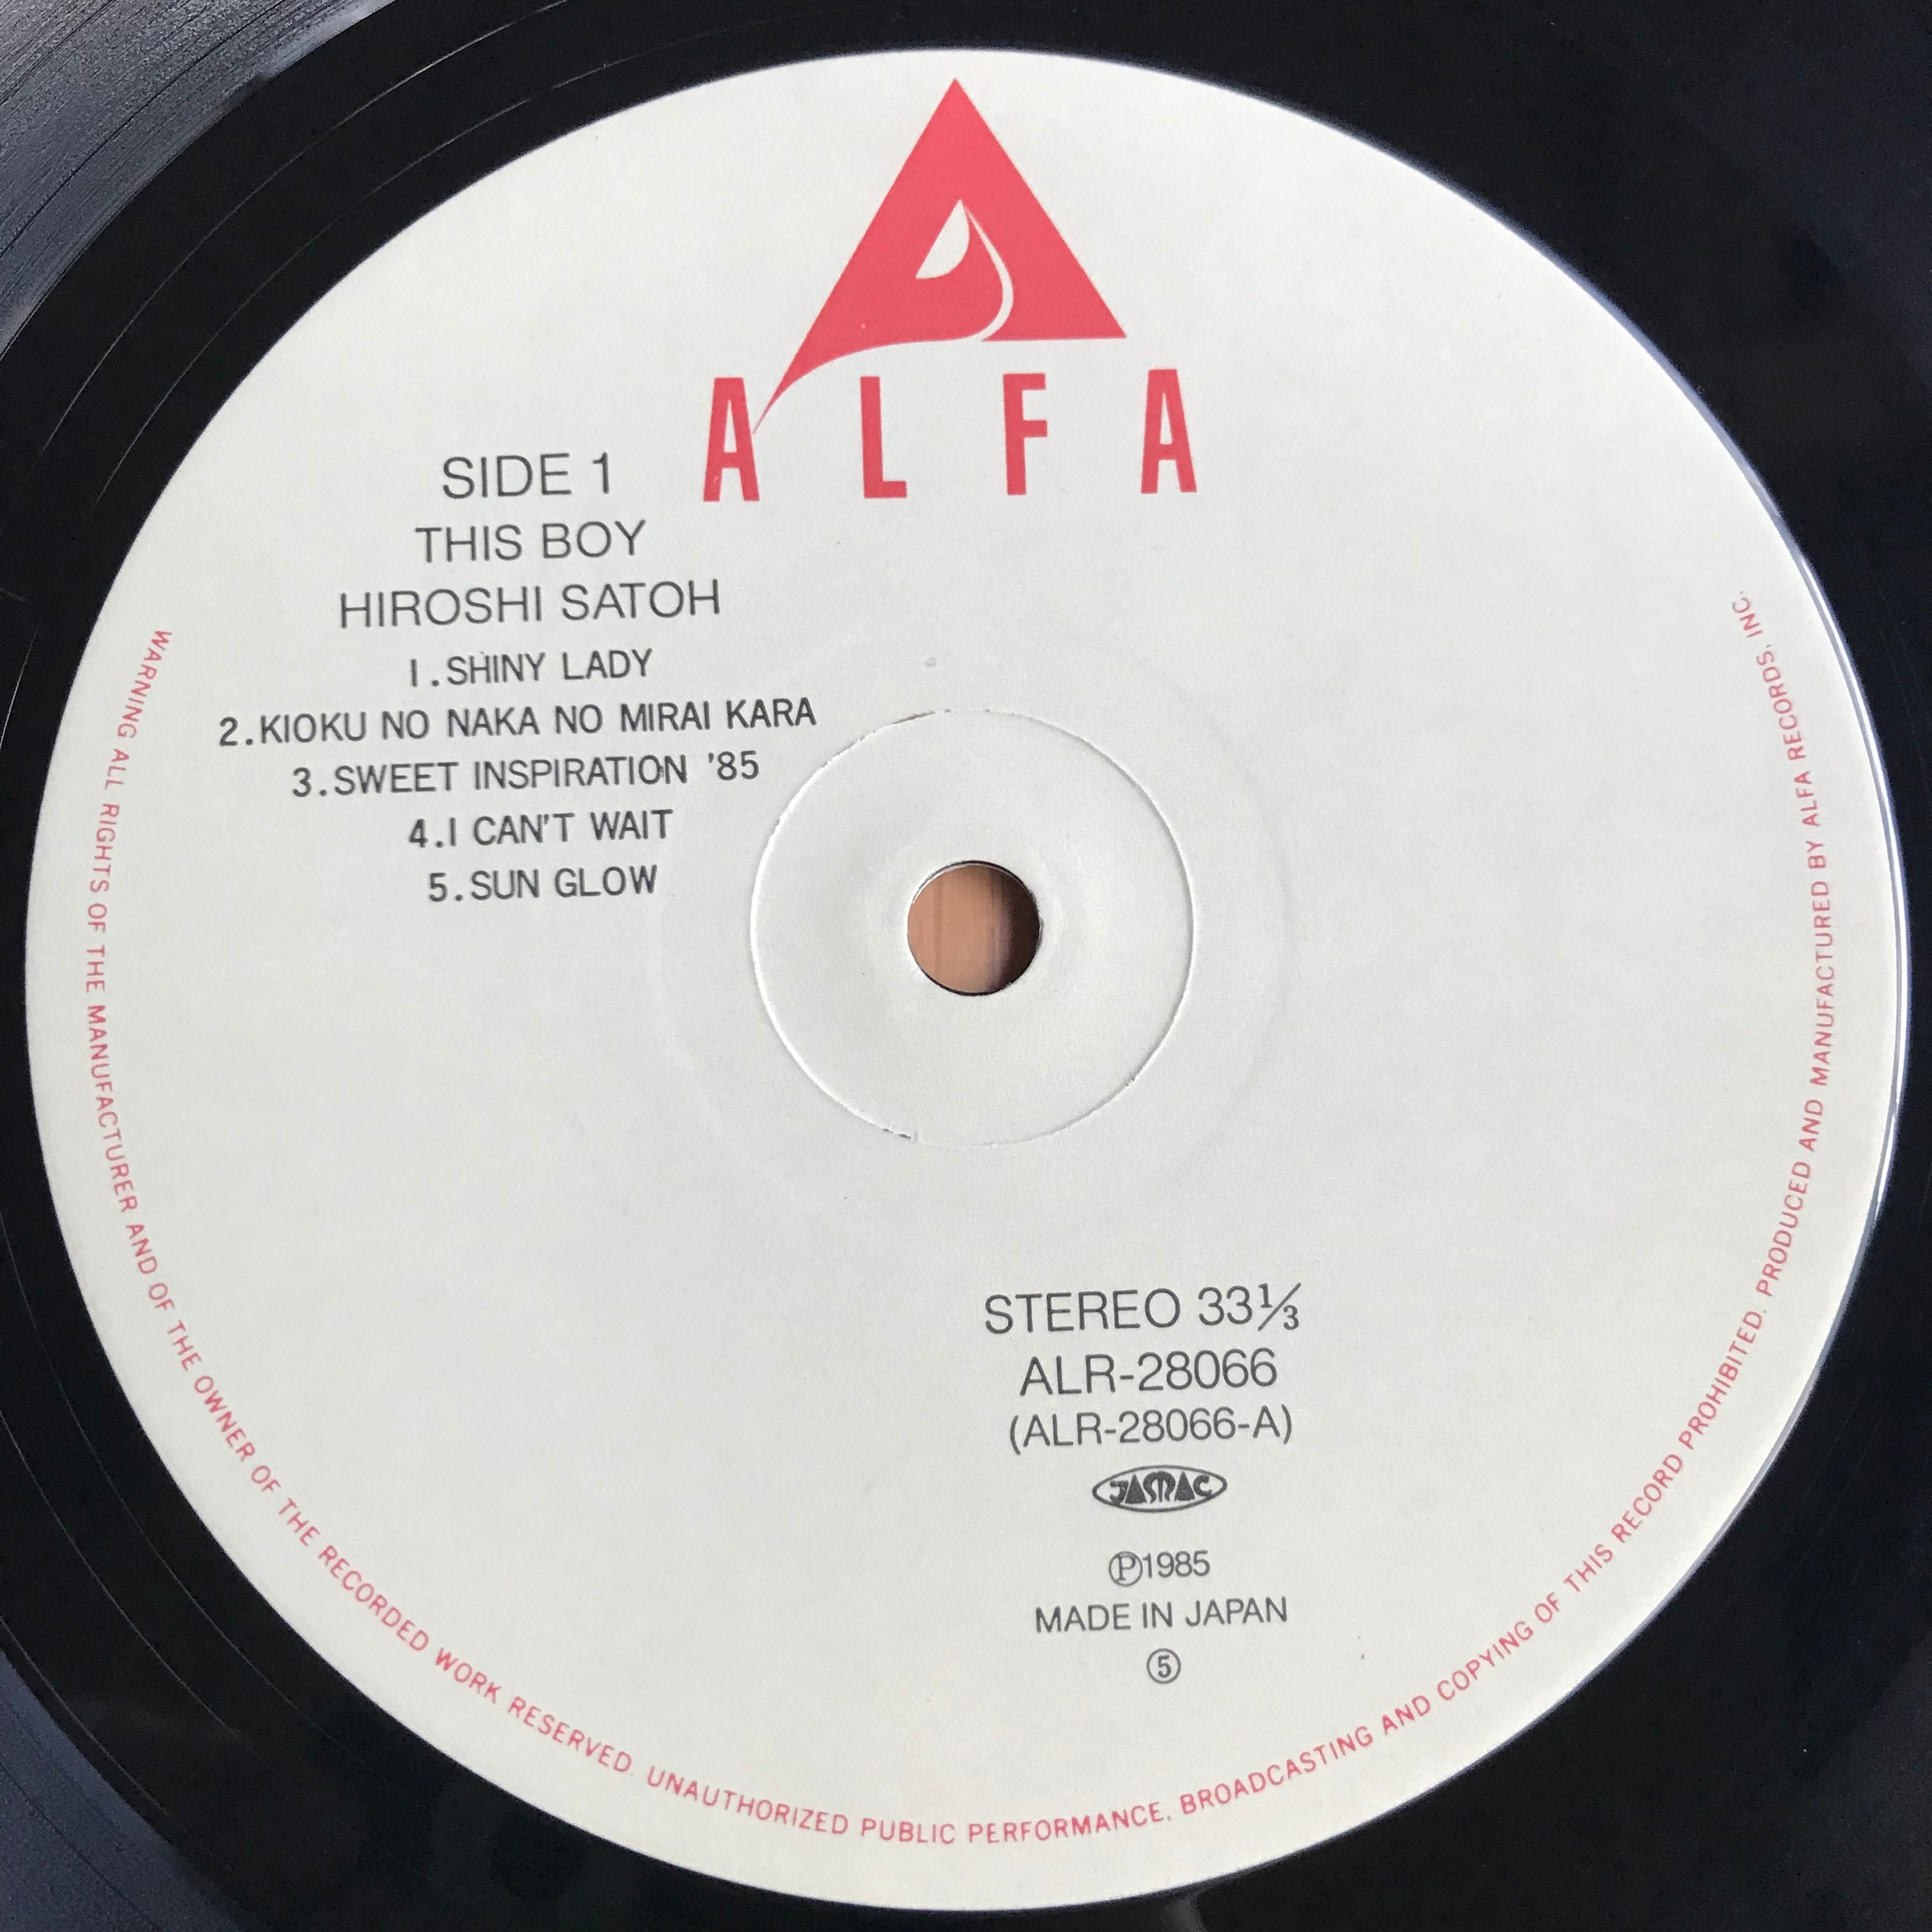 ALFA
SIDE 1
THIS BOY
HIROSHI SATOH
1.SHINY LADY
2.KIOKU NO NAKA NO MIRAI KARA
3.SWEET INSPIRATION '85
4.I CAN'T WAIT
5.SUN GLOW
STEREO 33⅓
ALR-28066
(ALR-28066-A)
JASRAC
℗1985
MADE IN JAPAN
⑤
WARNING ALL RIGHTS OF THE MANUFACTURER AND OF THE OWNER OF THE RECORDED WORK RESERVED. UNAUTHORIZED PUBLIC PERFORMANCE, BROADCASTING AND COPYING OF THIS RECORD PROHIBITED. PRODUCED AND MANUFACTURED BY ALFA RECORDS, INC.